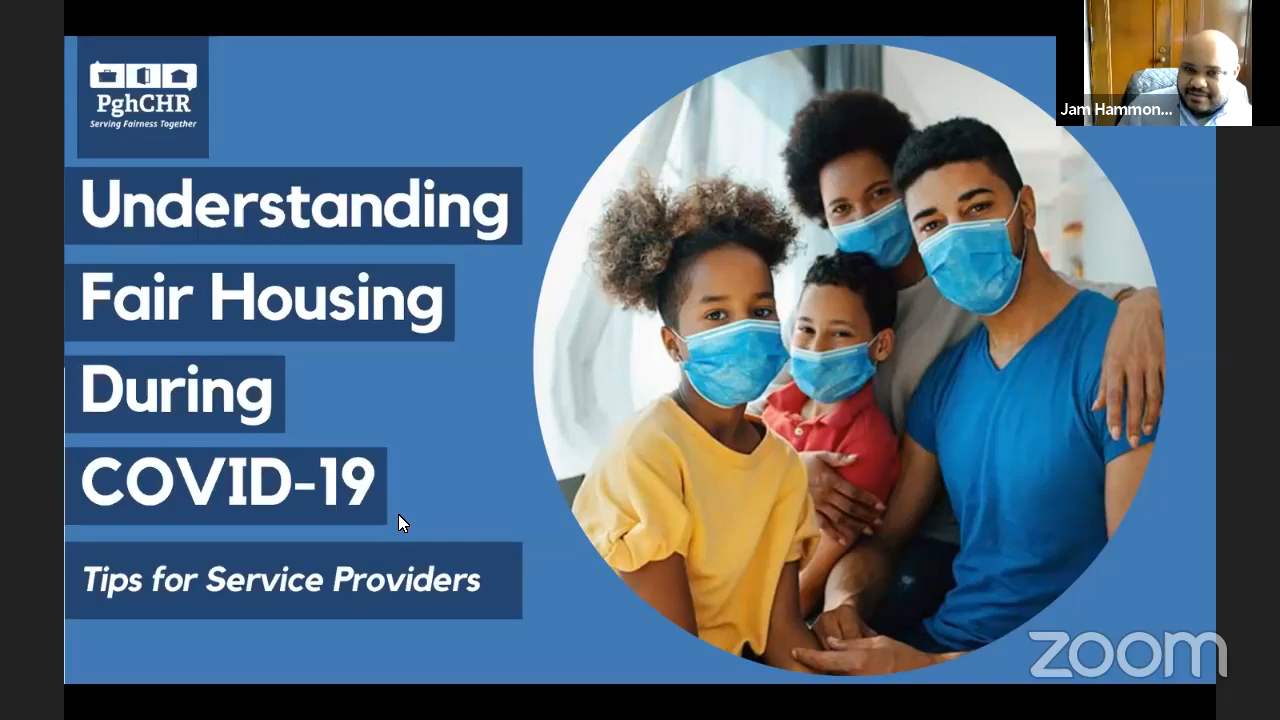 PghCHR
Serving Fairness Together
Understanding
Fair Housing
During
COVID-19
Tips for Service Providers
Jam Hammon...
zoom